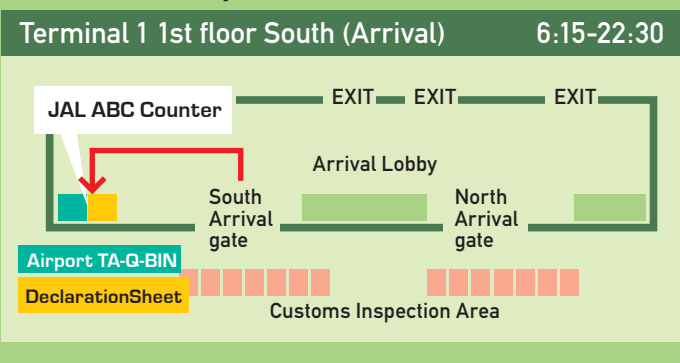 Terminal 1 1st floor South (Arrival) 6:15-22:30
JAL ABC Counter
EXIT EXIT EXIT
Arrival Lobby
South
Arrival
gate
North
Arrival
gate
Airport TA-Q-BIN
DeclarationSheet
Customs Inspection Area